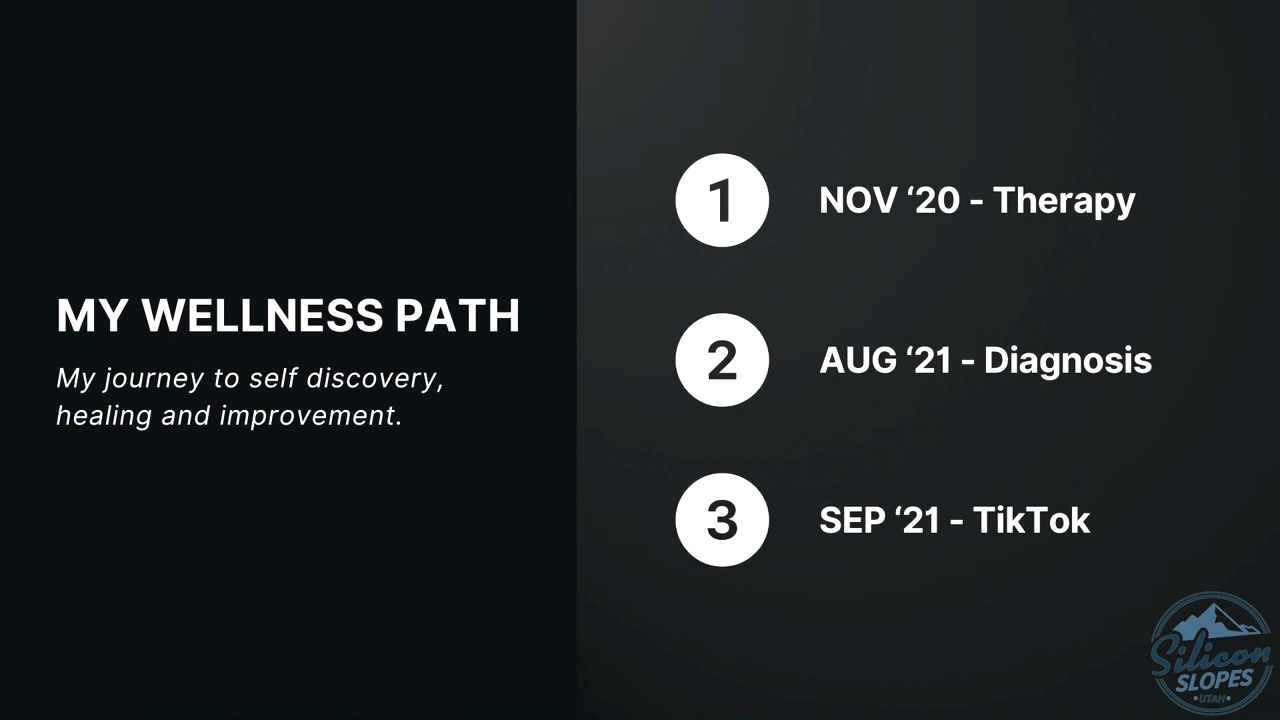 MY WELLNESS PATH
My journey to self discovery,
healing and improvement.
1
NOV ‘20 - Therapy
2
AUG ‘21 - Diagnosis
3
SEP ‘21 - TikTok
Silicon
SLOPES
•UTAH•